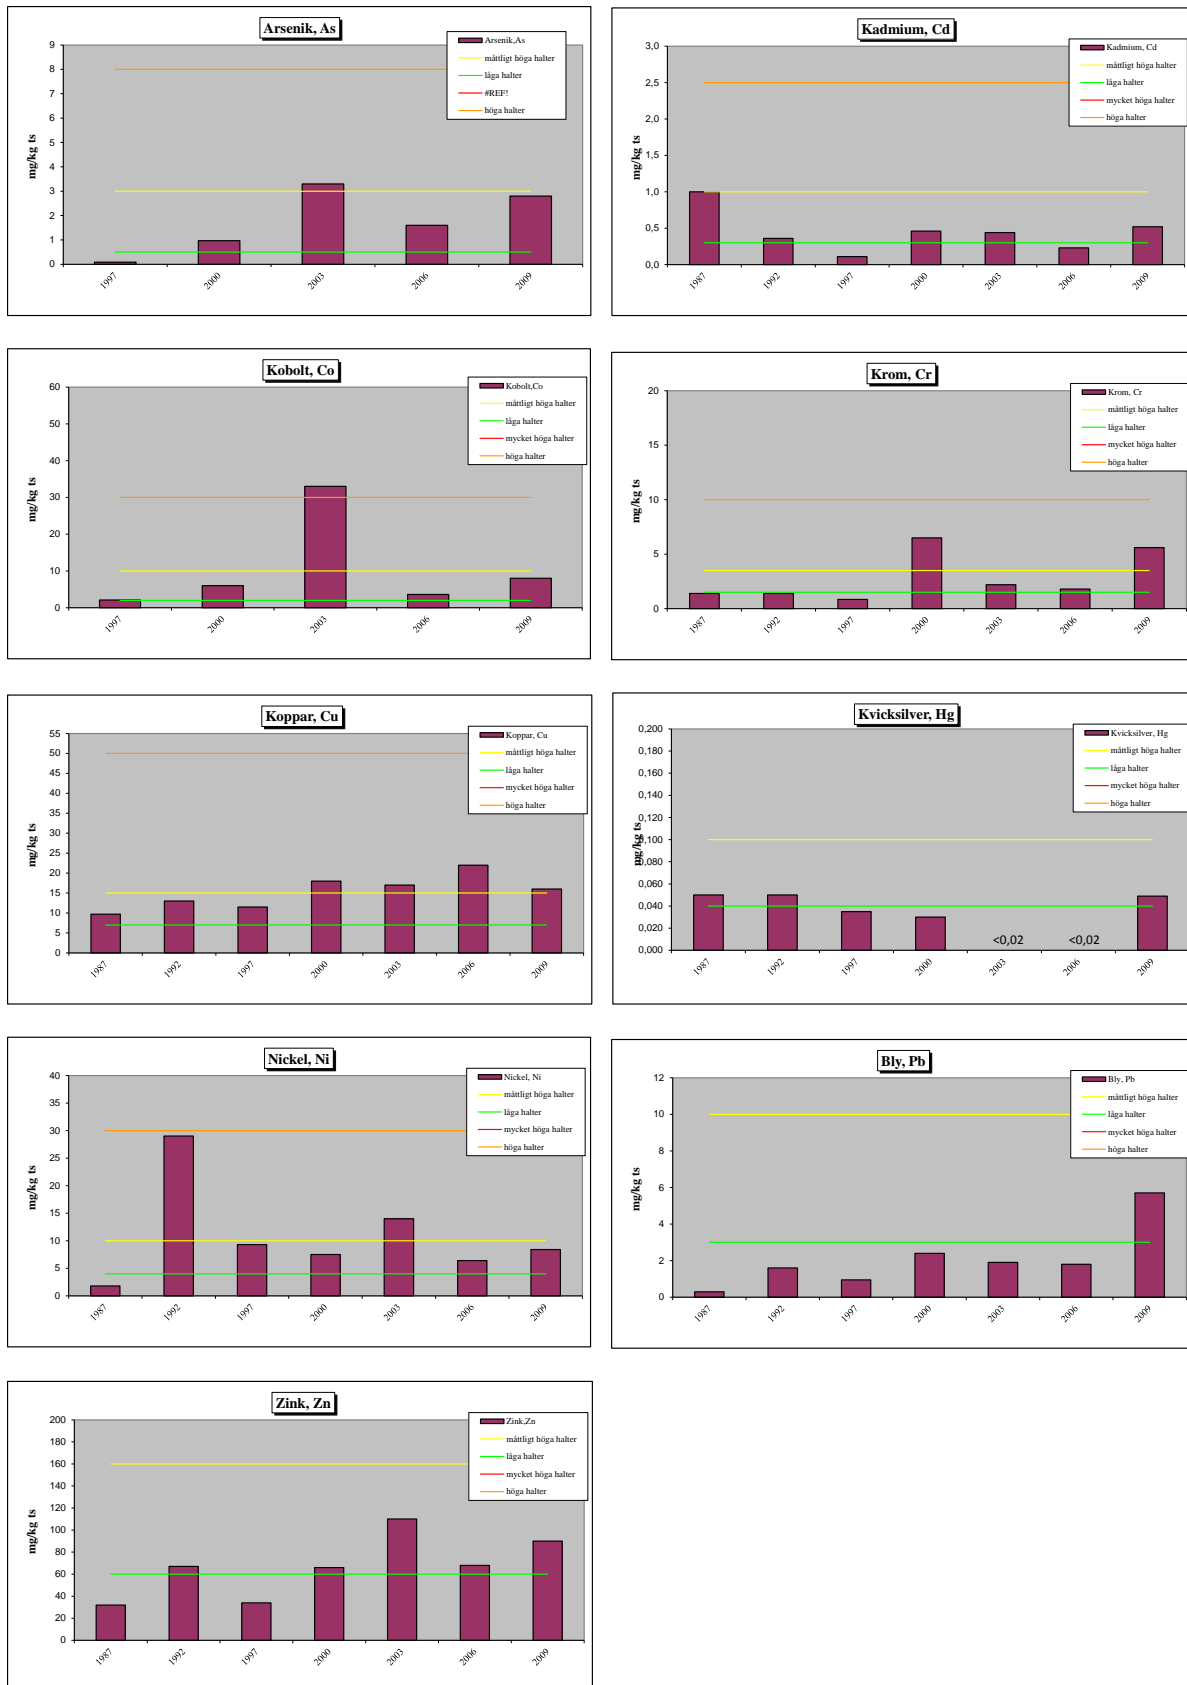 Arsenik, As
9
8
7
6
5
4
3
2
1
0
mg/kg ts
1997
2000
2003
2006
2009
Arsenik,As
måttligt höga halter
låga halter
#REF!
höga halter
Kadmium, Cd
3,0
2,5
2,0
1,5
1,0
0,5
0,0
mg/kg ts
1987
1992
1997
2000
2003
2006
2009
Kadmium, Cd
måttligt höga halter
låga halter
mycket höga halter
höga halter
Kobolt, Co
60
50
40
30
20
10
0
mg/kg ts
1997
2000
2003
2006
2009
Kobolt,Co
måttligt höga halter
låga halter
mycket höga halter
höga halter
Krom, Cr
20
15
10
5
0
mg/kg ts
1987
1992
1997
2000
2003
2006
2009
Krom, Cr
måttligt höga halter
låga halter
mycket höga halter
höga halter
Koppar, Cu
55
50
45
40
35
30
25
20
15
10
5
0
mg/kg ts
1987
1992
1997
2000
2003
2006
2009
Koppar, Cu
måttligt höga halter
låga halter
mycket höga halter
höga halter
Kvicksilver, Hg
0,200
0,180
0,160
0,140
0,120
0,100
0,080
0,060
0,040
0,020
0,000
mg/kg ts
<0,02
<0,02
1987
1992
1997
2000
2003
2006
2009
Kvicksilver, Hg
måttligt höga halter
låga halter
mycket höga halter
höga halter
Nickel, Ni
40
35
30
25
20
15
10
5
0
mg/kg ts
1987
1992
1997
2000
2003
2006
2009
Nickel, Ni
måttligt höga halter
låga halter
mycket höga halter
höga halter
Bly, Pb
12
10
8
6
4
2
0
mg/kg ts
1987
1992
1997
2000
2003
2006
2009
Bly, Pb
måttligt höga halter
låga halter
mycket höga halter
höga halter
Zink, Zn
200
180
160
140
120
100
80
60
40
20
0
mg/kg ts
1987
1992
1997
2000
2003
2006
2009
Zink,Zn
måttligt höga halter
låga halter
mycket höga halter
höga halter